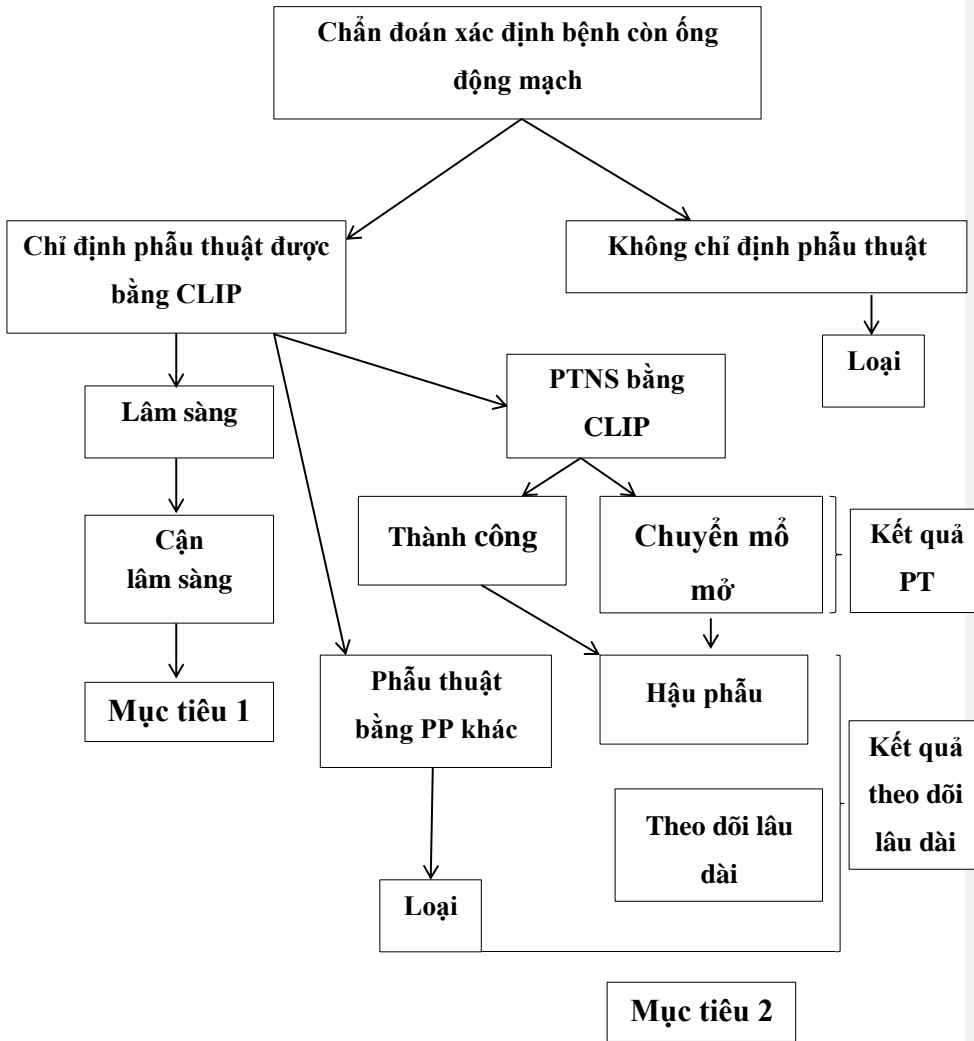 Chẩn đoán xác định bệnh còn ống
động mạch
Chỉ định phẫu thuật được
bằng CLIP
Không chỉ định phẫu thuật
Loại
PTNS bằng
CLIP
Lâm sàng
Thành công
Chuyển mổ
mở
Kết quả
PT
Cận
lâm sàng
Phẫu thuật
bằng PP khác
Hậu phẫu
Mục tiêu 1
Kết quả
theo dõi
lâu dài
Theo dõi lâu
dài
Loại
Mục tiêu 2